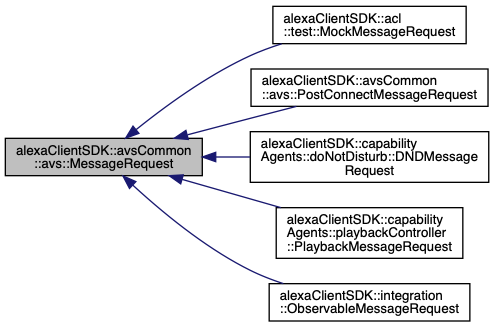 alexaClientSDK::acl
::test::MockMessageRequest
alexaClientSDK::avsCommon
::avs::PostConnectMessageRequest
alexaClientSDK::avsCommon
::avs::MessageRequest
alexaClientSDK::capability
Agents::doNotDisturb::DNDMessage
Request
alexaClientSDK::capability
Agents::playbackController
::PlaybackMessageRequest
alexaClientSDK::integration
::ObservableMessageRequest